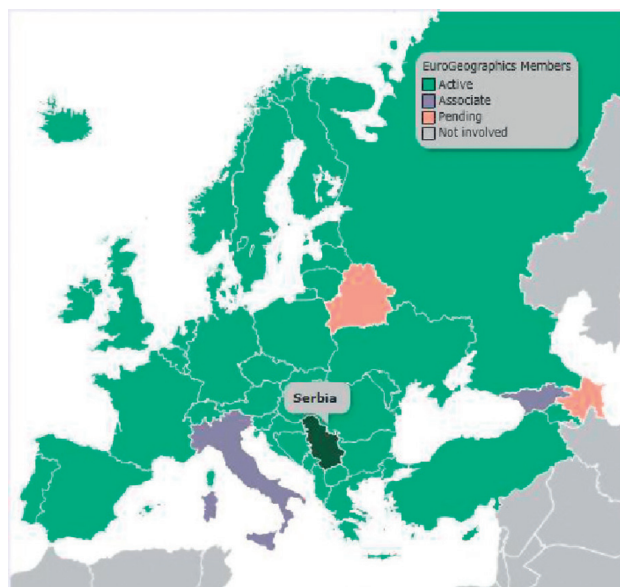 EuroGeographics Members
Active
Associate
Pending
Not involved
Serbia